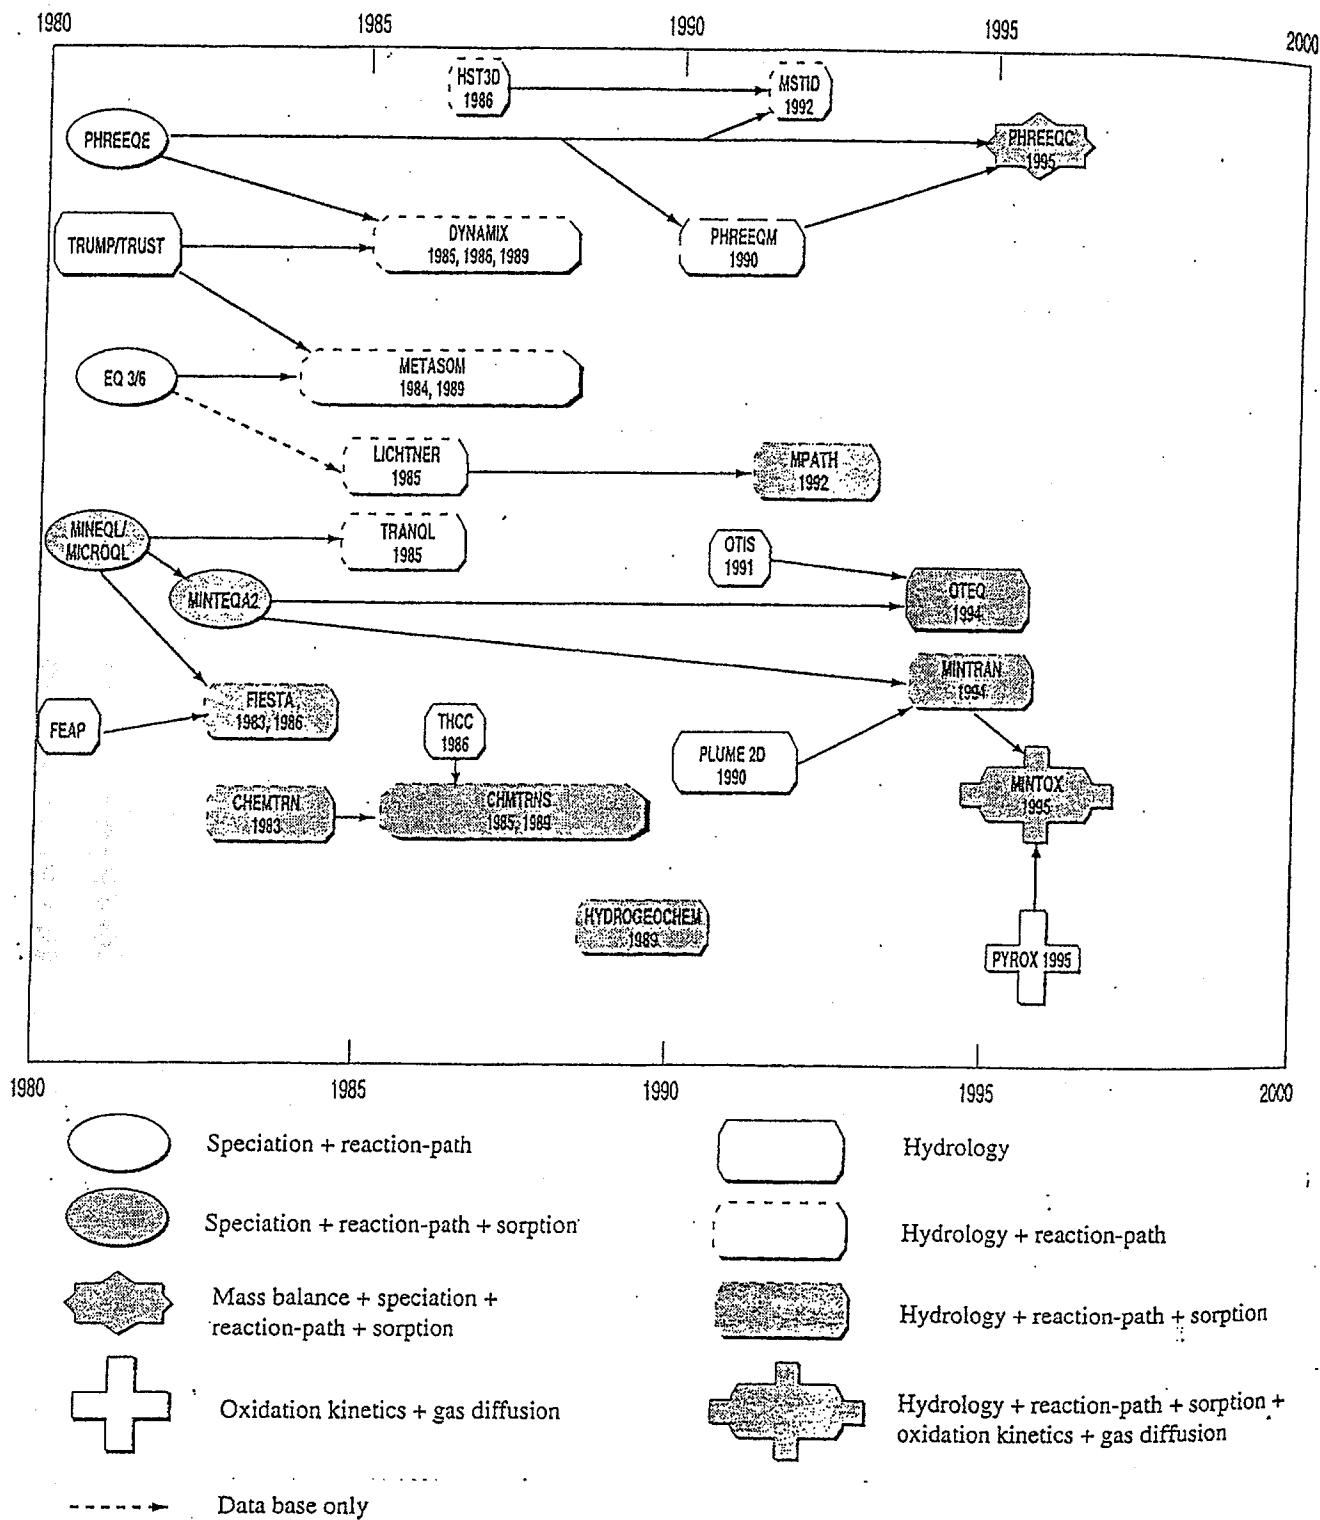 1980
1985
1990
1995
2000
HST3D
1986
MSTID
1992
PHREEQE
PHREEQC
1995
TRUMP/TRUST
DYNAMIX
1985, 1986, 1989
PHREEQM
1990
EQ 3/6
METASOM
1984, 1989
LICHTNER
1985
MPATH
1992
MINEQL/
MICROQL
TRANQL
1985
OTIS
1991
MINTEQA2
OTEQ
1994
MINTRAN
1994
FEAP
FIESTA
1983, 1986
THCC
1986
PLUME 2D
1990
MINTOX
1995
CHEMTRN
1983
CHMTRNS
1985, 1989
HYDROGEOCHEM
1989
PYROX 1995
1980
1985
1990
1995
2000
Speciation + reaction-path
Hydrology
Speciation + reaction-path + sorption
Hydrology + reaction-path
Mass balance + speciation +
reaction-path + sorption
Hydrology + reaction-path + sorption
Oxidation kinetics + gas diffusion
Hydrology + reaction-path + sorption +
oxidation kinetics + gas diffusion
Data base only